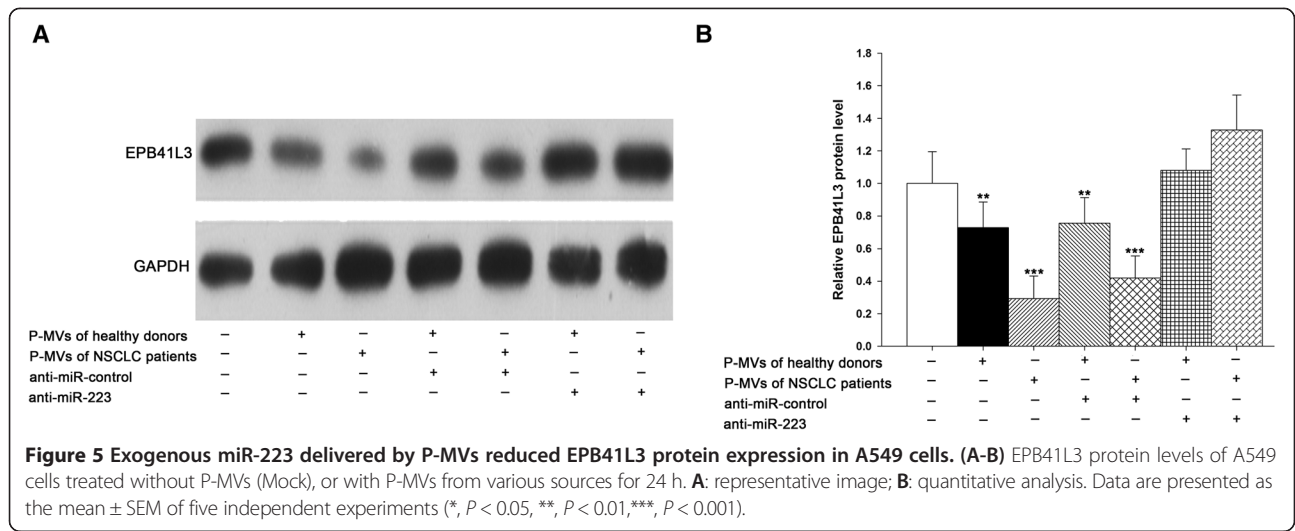 A
EPB41L3
GAPDH
P-MVs of healthy donors – + – + – + –
P-MVs of NSCLC patients – – + – + – +
anti-miR-control – – – + + – –
anti-miR-223 – – – – – + +
B
Relative EPB41L3 protein level
1.8
1.6
1.4
1.2
1.0
0.8
0.6
0.4
0.2
0.0
**
***
**
***
P-MVs of healthy donors – + – + – + –
P-MVs of NSCLC patients – – + – + – +
anti-miR-control – – – + + – –
anti-miR-223 – – – – – + +
Figure 5 Exogenous miR-223 delivered by P-MVs reduced EPB41L3 protein expression in A549 cells. (A-B) EPB41L3 protein levels of A549
cells treated without P-MVs (Mock), or with P-MVs from various sources for 24 h. A: representative image; B: quantitative analysis. Data are presented as
the mean ± SEM of five independent experiments (*, P < 0.05, **, P < 0.01,***, P < 0.001).